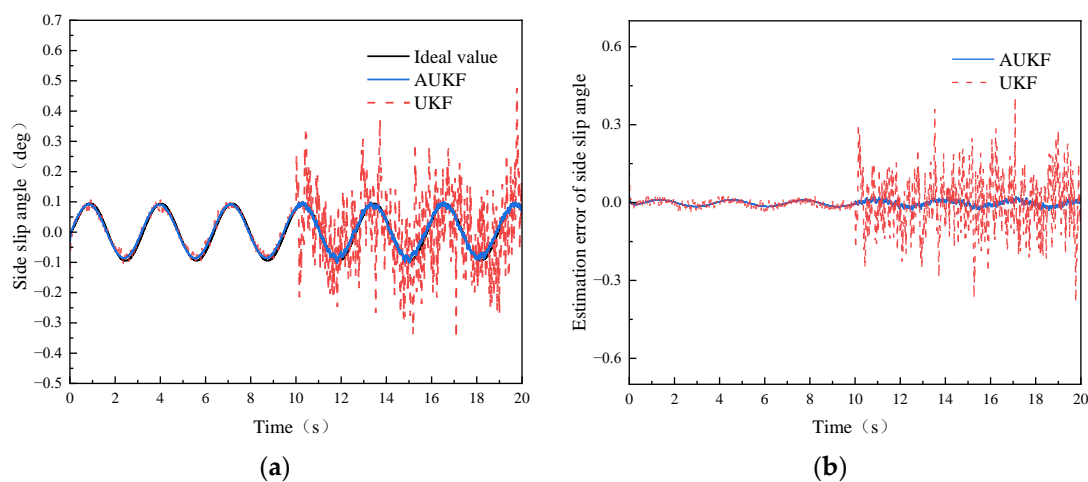 0.7
0.6
0.5
0.4
0.3
0.2
0.1
0.0
−0.1
−0.2
−0.3
−0.4
−0.5
Side slip angle（deg）
Ideal value
AUKF
UKF
0 2 4 6 8 10 12 14 16 18 20
Time（s）
(a)
0.6
0.3
0.0
−0.3
−0.6
Estimation error of side slip angle
AUKF
UKF
0 2 4 6 8 10 12 14 16 18 20
Time（s）
(b)